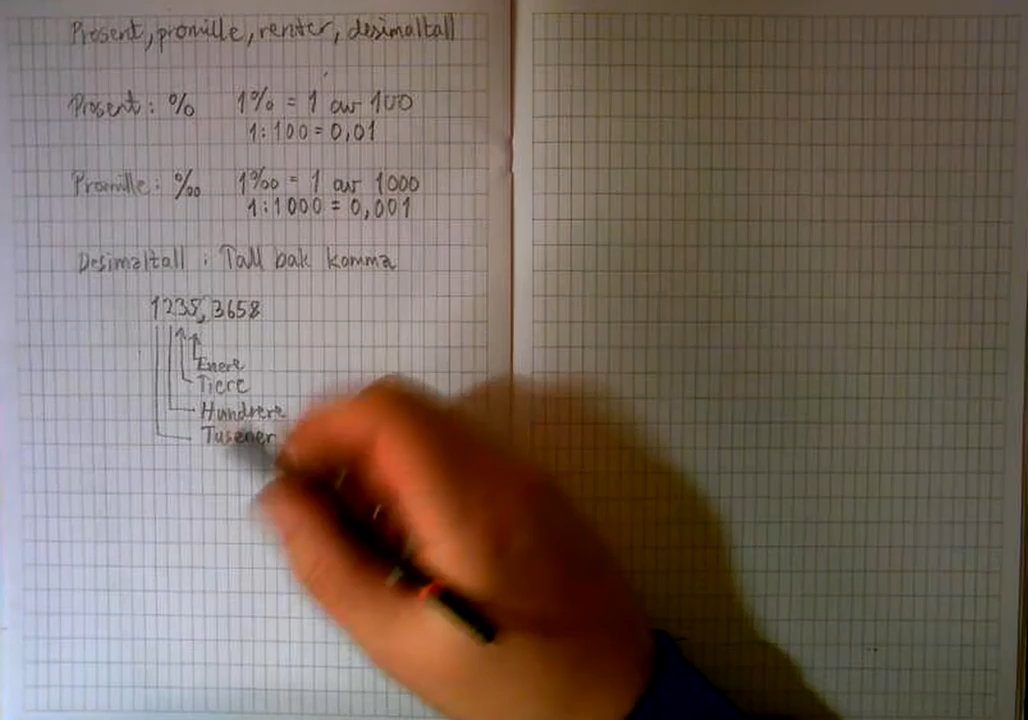 Prosent, promille, renter, desimaltall
Prosent : % 1% = 1 av 100
1:100 = 0,01
Promille : ‰ 1‰ = 1 av 1000
1:1000 = 0,001
Desimaltall : Tall bak komma
1235,3658
Enere
Tiere
Hundrere
Tusener